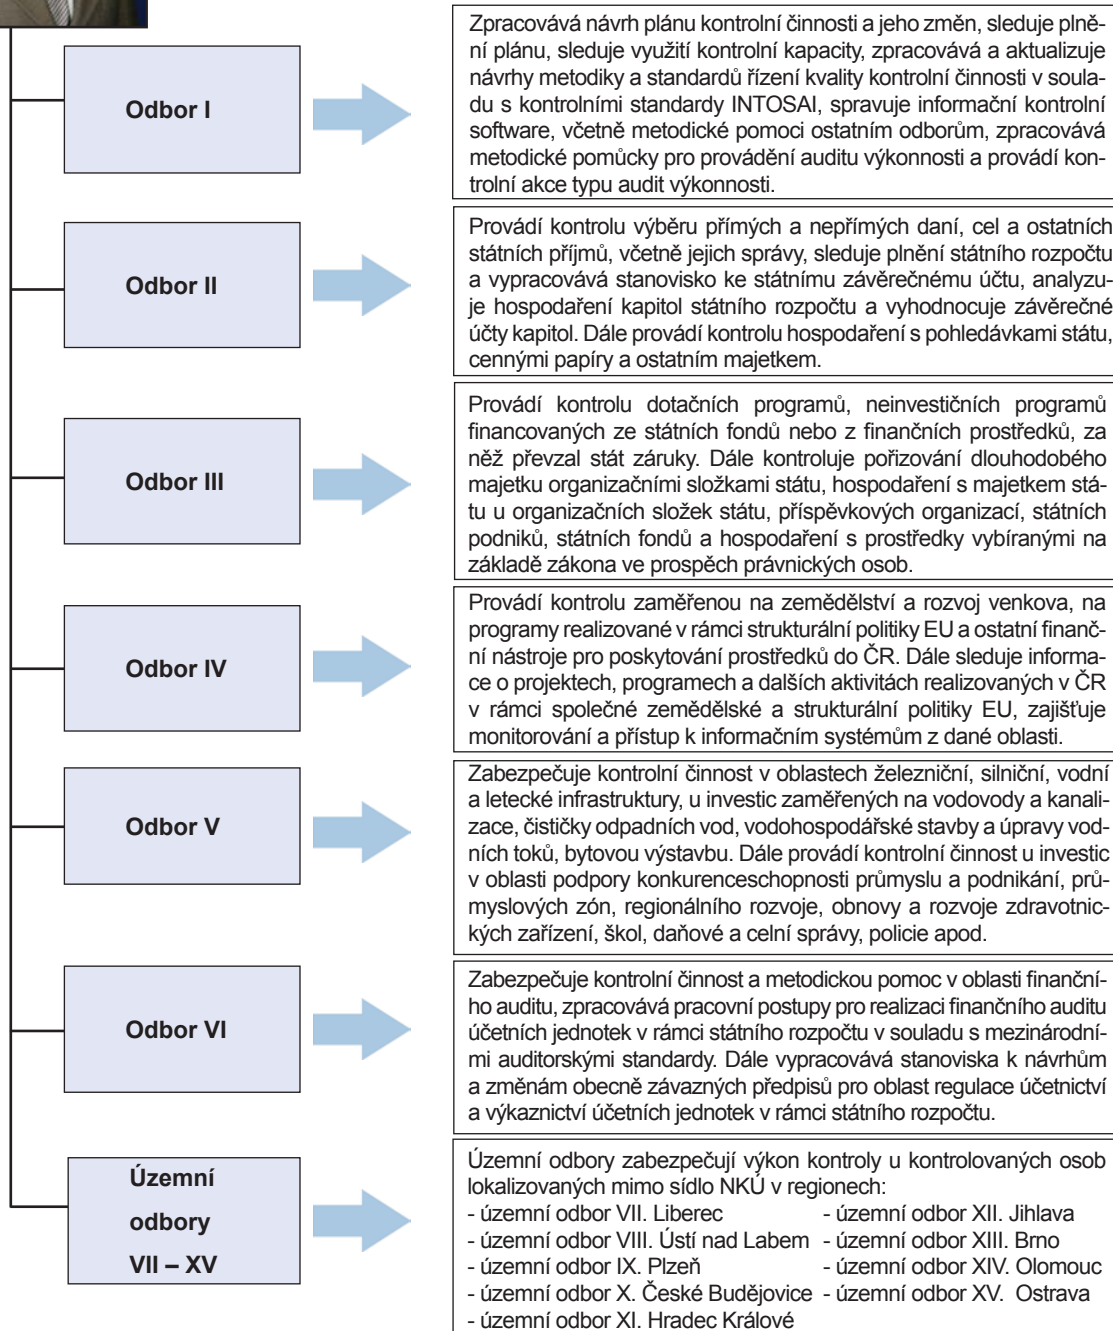 Odbor I
Zpracovává návrh plánu kontrolní činnosti a jeho změn, sleduje plně-
ní plánu, sleduje využití kontrolní kapacity, zpracovává a aktualizuje
návrhy metodiky a standardů řízení kvality kontrolní činnosti v soula-
du s kontrolními standardy INTOSAI, spravuje informační kontrolní
software, včetně metodické pomoci ostatním odborům, zpracovává
metodické pomůcky pro provádění auditu výkonnosti a provádí kon-
trolní akce typu audit výkonnosti.
Odbor II
Provádí kontrolu výběru přímých a nepřímých daní, cel a ostatních
státních příjmů, včetně jejich správy, sleduje plnění státního rozpočtu
a vypracovává stanovisko ke státnímu závěrečnému účtu, analyzu-
je hospodaření kapitol státního rozpočtu a vyhodnocuje závěrečné
účty kapitol. Dále provádí kontrolu hospodaření s pohledávkami státu,
cennými papíry a ostatním majetkem.
Odbor III
Provádí kontrolu dotačních programů, neinvestičních programů
financovaných ze státních fondů nebo z finančních prostředků, za
něž převzal stát záruky. Dále kontroluje pořizování dlouhodobého
majetku organizačními složkami státu, hospodaření s majetkem stá-
tu u organizačních složek státu, příspěvkových organizací, státních
podniků, státních fondů a hospodaření s prostředky vybíranými na
základě zákona ve prospěch právnických osob.
Odbor IV
Provádí kontrolu zaměřenou na zemědělství a rozvoj venkova, na
programy realizované v rámci strukturální politiky EU a ostatní finanč-
ní nástroje pro poskytování prostředků do ČR. Dále sleduje informa-
ce o projektech, programech a dalších aktivitách realizovaných v ČR
v rámci společné zemědělské a strukturální politiky EU, zajišťuje
monitorování a přístup k informačním systémům z dané oblasti.
Odbor V
Zabezpečuje kontrolní činnost v oblastech železniční, silniční, vodní
a letecké infrastruktury, u investic zaměřených na vodovody a kanali-
zace, čističky odpadních vod, vodohospodářské stavby a úpravy vod-
ních toků, bytovou výstavbu. Dále provádí kontrolní činnost u investic
v oblasti podpory konkurenceschopnosti průmyslu a podnikání, prů-
myslových zón, regionálního rozvoje, obnovy a rozvoje zdravotnic-
kých zařízení, škol, daňové a celní správy, policie apod.
Odbor VI
Zabezpečuje kontrolní činnost a metodickou pomoc v oblasti finanční-
ho auditu, zpracovává pracovní postupy pro realizaci finančního auditu
účetních jednotek v rámci státního rozpočtu v souladu s mezinárodní-
mi auditorskými standardy. Dále vypracovává stanoviska k návrhům
a změnám obecně závazných předpisů pro oblast regulace účetnictví
a výkaznictví účetních jednotek v rámci státního rozpočtu.
Územní
odbory
VII – XV
Územní odbory zabezpečují výkon kontroly u kontrolovaných osob
lokalizovaných mimo sídlo NKÚ v regionech:
- územní odbor VII. Liberec - územní odbor XII. Jihlava
- územní odbor VIII. Ústí nad Labem - územní odbor XIII. Brno
- územní odbor IX. Plzeň - územní odbor XIV. Olomouc
- územní odbor X. České Budějovice - územní odbor XV. Ostrava
- územní odbor XI. Hradec Králové